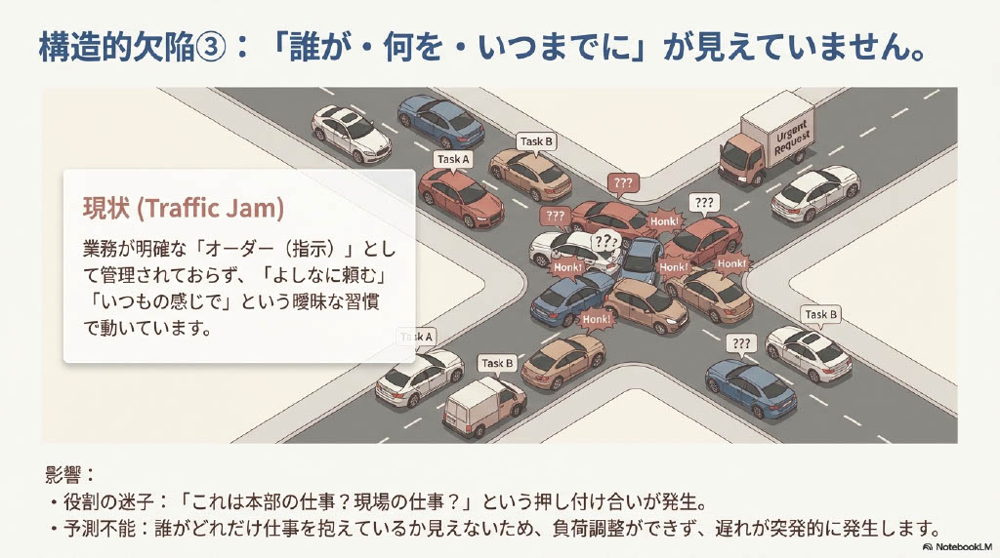 構造的欠陥③：「誰が・何を・いつまでに」が見えていません。
Urgent
Request
Task B
Task A
???
???
???
Honk!
現状 (Traffic Jam)
???
業務が明確な「オーダー（指示）」とし
て管理されておらず、「よしなに頼む」
「いつもの感じで」という曖昧な習慣
で動いています。
Honk!
Honk!
Honk!
Honk!
Task B
Task A
???
Task B
影響：
・役割の迷子：「これは本部の仕事？現場の仕事？」という押し付け合いが発生。
・予測不能：誰がどれだけ仕事を抱えているか見えないため、負荷調整ができず、遅れが突発的に発生します。
NotebookLM